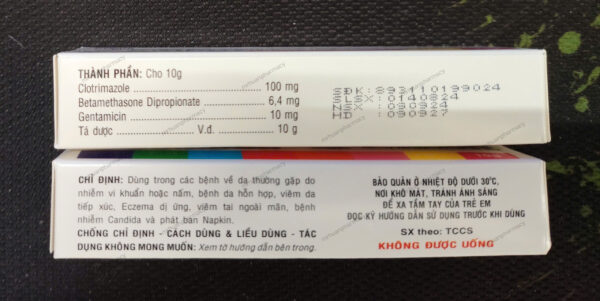 THÀNH PHẦN: Cho 10g
Clotrimazole 100 mg
Betamethasone Dipropionate 6,4 mg
Gentamicin 10 mg
Tá dược V.đ. 10 g
SĐK: 893110199024
SLSX: 0140824
NSX: 090924
HD : 090927
CHỈ ĐỊNH: Dùng trong các bệnh về da thường gặp do
nhiễm vi khuẩn hoặc nấm, bệnh da hỗn hợp, viêm da
tiếp xúc, Eczema dị ứng, viêm tai ngoài mãn, bệnh
nhiễm Candida và phát ban Napkin.
CHỐNG CHỈ ĐỊNH - CÁCH DÙNG & LIỀU DÙNG - TÁC
DỤNG KHÔNG MONG MUỐN: Xem tờ hướng dẫn bên trong.
BẢO QUẢN Ở NHIỆT ĐỘ DƯỚI 30°C,
NƠI KHÔ MÁT, TRÁNH ÁNH SÁNG
ĐỂ XA TẦM TAY CỦA TRẺ EM
ĐỌC KỸ HƯỚNG DẪN SỬ DỤNG TRƯỚC KHI DÙNG
SX theo: TCCS
KHÔNG ĐƯỢC UỐNG